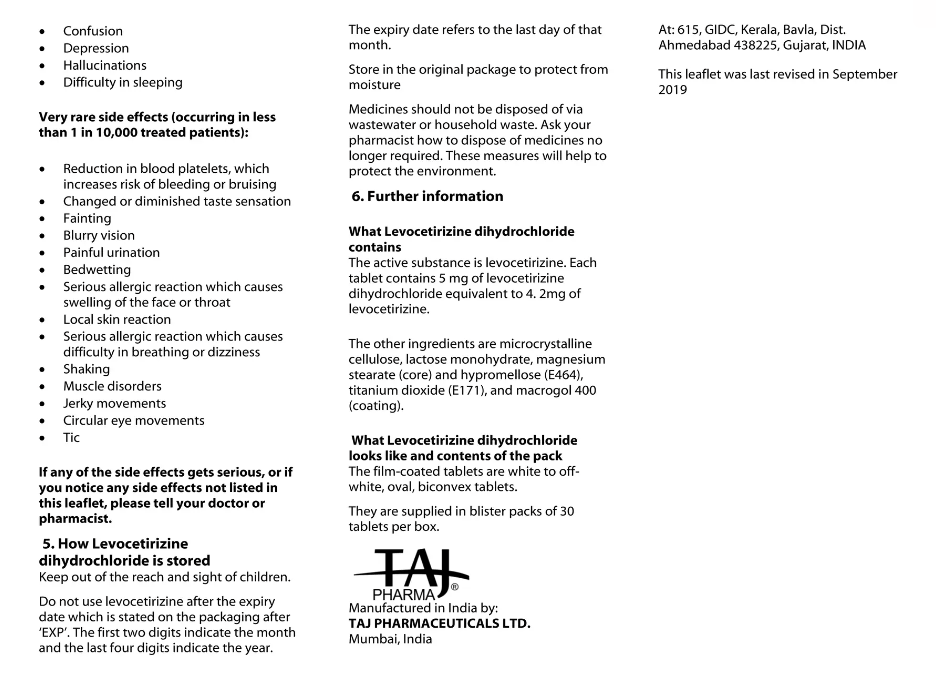 • Confusion
• Depression
• Hallucinations
• Difficulty in sleeping
Very rare side effects (occurring in less
than 1 in 10,000 treated patients):
• Reduction in blood platelets, which
increases risk of bleeding or bruising
• Changed or diminished taste sensation
• Fainting
• Blurry vision
• Painful urination
• Bedwetting
• Serious allergic reaction which causes
swelling of the face or throat
• Local skin reaction
• Serious allergic reaction which causes
difficulty in breathing or dizziness
• Shaking
• Muscle disorders
• Jerky movements
• Circular eye movements
• Tic
If any of the side effects gets serious, or if
you notice any side effects not listed in
this leaflet, please tell your doctor or
pharmacist.
5. How Levocetirizine
dihydrochloride is stored
Keep out of the reach and sight of children.
Do not use levocetirizine after the expiry
date which is stated on the packaging after
‘EXP’. The first two digits indicate the month
and the last four digits indicate the year.
The expiry date refers to the last day of that
month.
Store in the original package to protect from
moisture
Medicines should not be disposed of via
wastewater or household waste. Ask your
pharmacist how to dispose of medicines no
longer required. These measures will help to
protect the environment.
6. Further information
What Levocetirizine dihydrochloride
contains
The active substance is levocetirizine. Each
tablet contains 5 mg of levocetirizine
dihydrochloride equivalent to 4. 2mg of
levocetirizine.
The other ingredients are microcrystalline
cellulose, lactose monohydrate, magnesium
stearate (core) and hypromellose (E464),
titanium dioxide (E171), and macrogol 400
(coating).
What Levocetirizine dihydrochloride
looks like and contents of the pack
The film-coated tablets are white to off-
white, oval, biconvex tablets.
They are supplied in blister packs of 30
tablets per box.
TAJ
PHARMA®
Manufactured in India by:
TAJ PHARMACEUTICALS LTD.
Mumbai, India
At: 615, GIDC, Kerala, Bavla, Dist.
Ahmedabad 438225, Gujarat, INDIA
This leaflet was last revised in September
2019